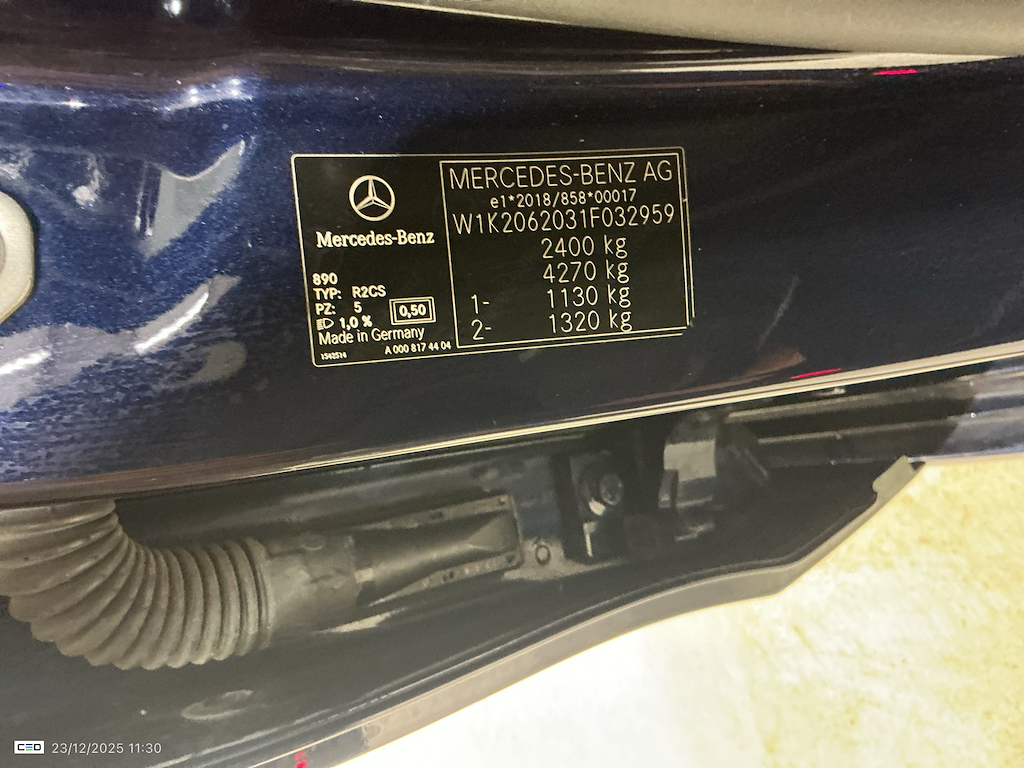 Mercedes-Benz
890
TYP: R2CS
PZ: 5
0,50
1,0 %
Made in Germany
1542514
A 000 817 44 04
MERCEDES-BENZ AG
e1*2018/858*00017
W1K2062031F032959
2400 kg
4270 kg
1- 1130 kg
2- 1320 kg
CEO 23/12/2025 11:30